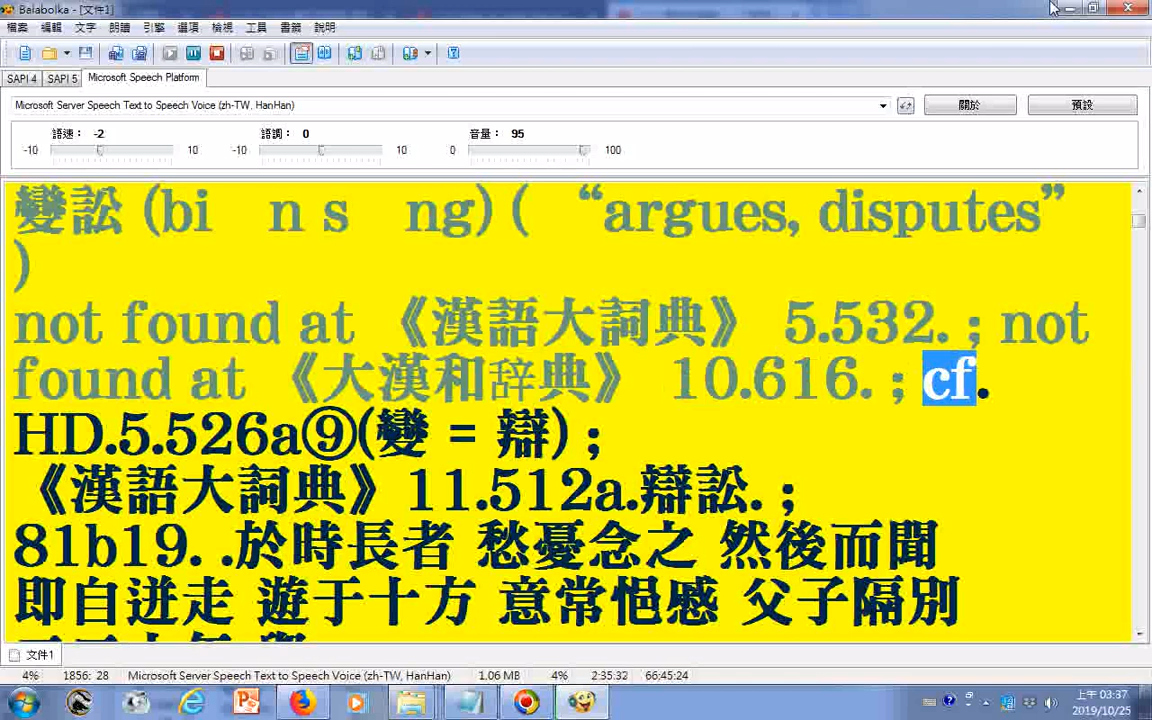 Balabolka - [文件1]
檔案 編輯 文字 朗讀 引擎 選項 檢視 工具 書籤 說明
SAPI 4 SAPI 5 Microsoft Speech Platform
Microsoft Server Speech Text to Speech Voice (zh-TW, HanHan) 關於 預設
語速： -2 語調： 0 音量： 95
-10 10 -10 10 0 100
變訟 (bi n s ng) ( “argues, disputes”
)
not found at 《漢語大詞典》 5.532. ; not
found at 《大漢和辞典》 10.616. ; cf.
HD.5.526a⑨(變 = 辯) ;
《漢語大詞典》 11.512a.辯訟. ;
81b19. .於時長者 愁憂念之 然後而聞
即自迸走 遊于十方 意常悒慼 父子隔別
文件1
4% 1856: 28 Microsoft Server Speech Text to Speech Voice (zh-TW, HanHan) 1.06 MB 4% 2:35:32 66:45:24
上午 03:37
2019/10/25